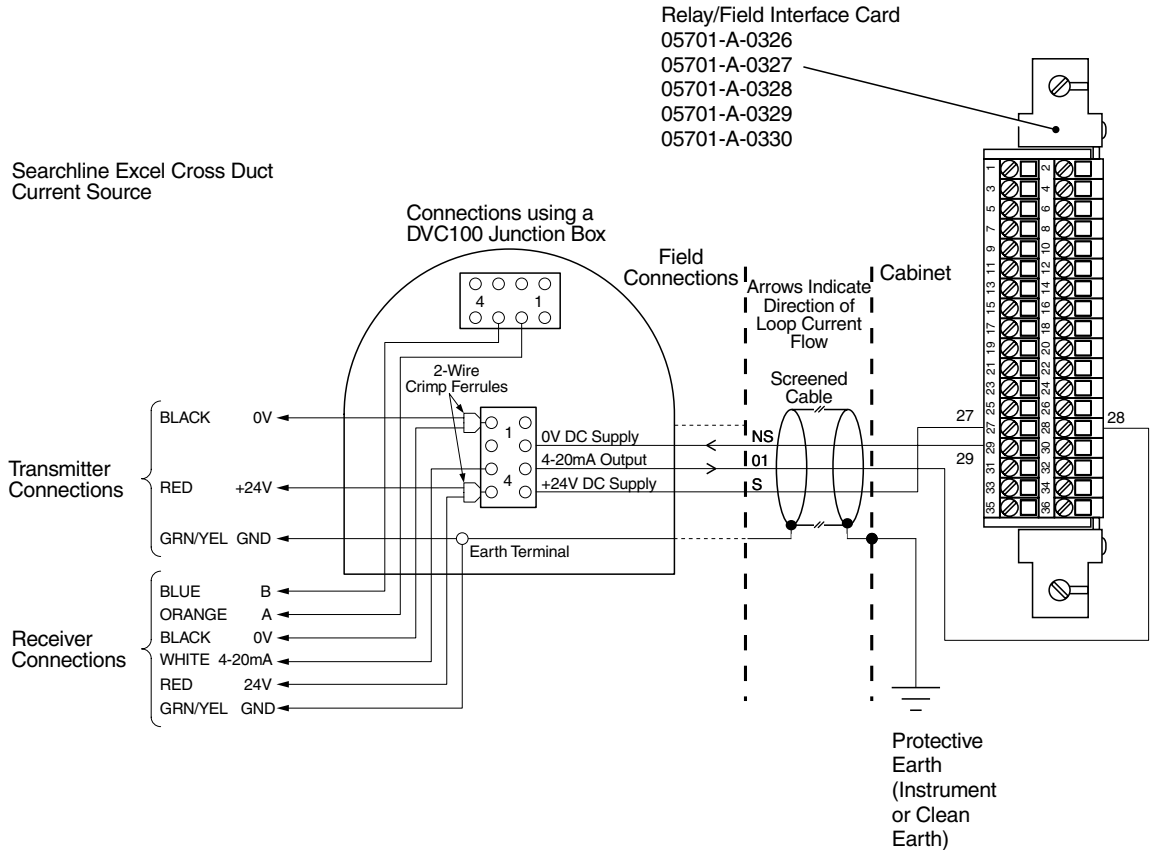 Relay/Field Interface Card
05701-A-0326
05701-A-0327
05701-A-0328
05701-A-0329
05701-A-0330
Searchline Excel Cross Duct
Current Source
Connections using a
DVC100 Junction Box
4 1
Field
Connections
Arrows Indicate
Direction of
Loop Current
Flow
Cabinet
2-Wire
Crimp Ferrules
Screened
Cable
1
4
0V DC Supply
4-20mA Output
+24V DC Supply
NS
01
S
Earth Terminal
Transmitter
Connections
BLACK 0V
RED +24V
GRN/YEL GND
Receiver
Connections
BLUE B
ORANGE A
BLACK 0V
WHITE 4-20mA
RED 24V
GRN/YEL GND
27
29
28
1 2
3 4
5 6
7 8
9 10
11 12
13 14
15 16
17 18
19 20
21 22
23 24
25 26
27 28
29 30
31 32
33 34
35 36
Protective
Earth
(Instrument
or Clean
Earth)